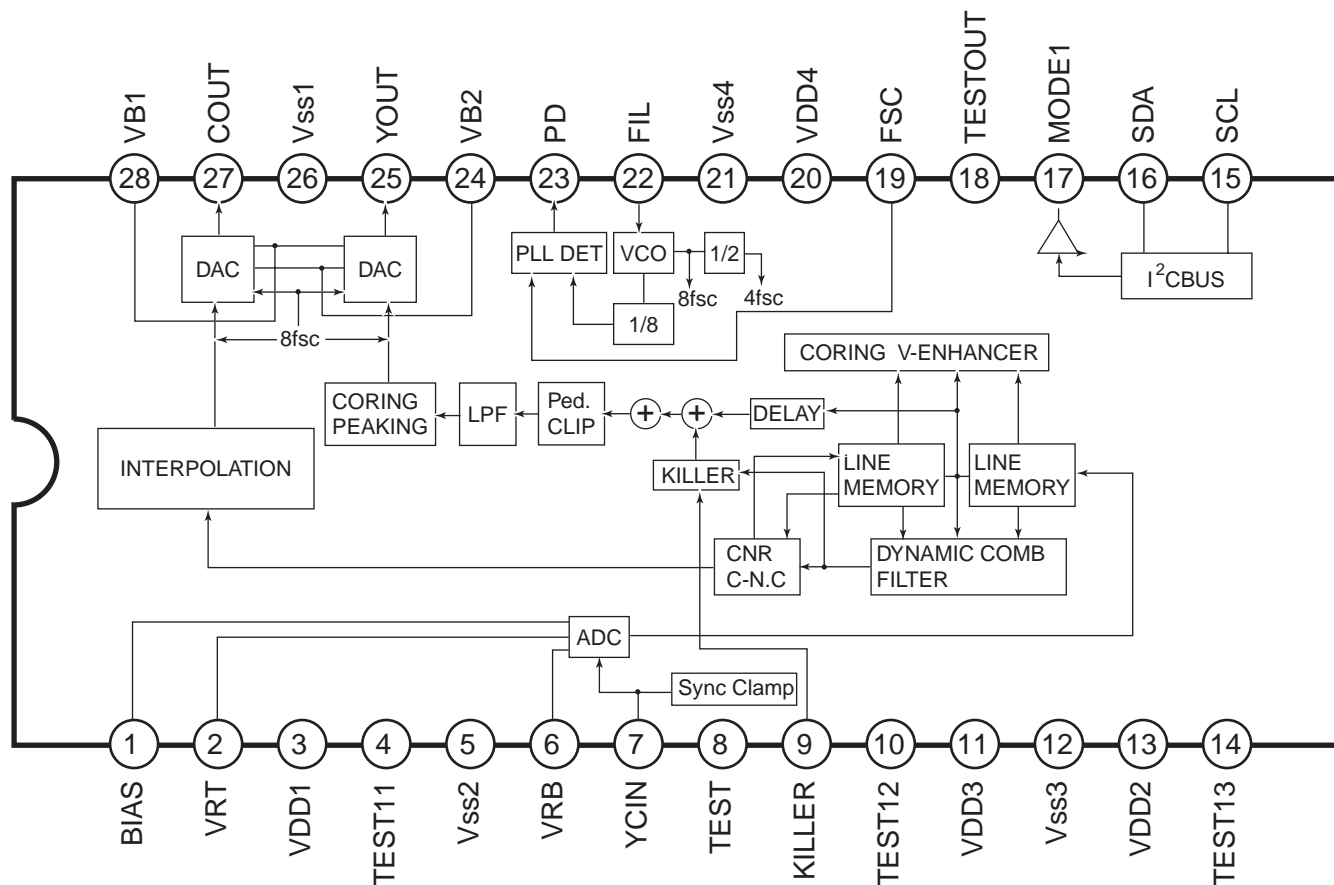 VB1
COUT
Vss1
YOUT
VB2
PD
FIL
Vss4
VDD4
FSC
TESTOUT
MODE1
SDA
SCL
28
27
26
25
24
23
22
21
20
19
18
17
16
15
DAC
DAC
PLL DET
VCO
1/2
I²CBUS
8fsc
4fsc
8fsc
1/8
CORING V-ENHANCER
CORING
PEAKING
LPF
Ped.
CLIP
+
+
DELAY
INTERPOLATION
KILLER
LINE
MEMORY
LINE
MEMORY
CNR
C-N.C
DYNAMIC COMB
FILTER
ADC
Sync Clamp
1
2
3
4
5
6
7
8
9
10
11
12
13
14
BIAS
VRT
VDD1
TEST11
Vss2
VRB
YCIN
TEST
KILLER
TEST12
VDD3
Vss3
VDD2
TEST13